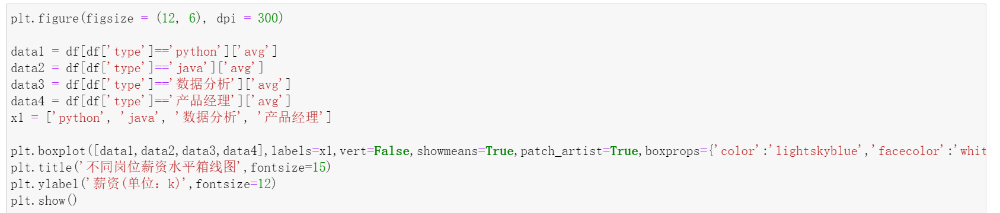 plt.figure(figsize = (12, 6), dpi = 300)
data1 = df[df['type']=='python']['avg']
data2 = df[df['type']=='java']['avg']
data3 = df[df['type']=='数据分析']['avg']
data4 = df[df['type']=='产品经理']['avg']
x1 = ['python', 'java', '数据分析', '产品经理']
plt.boxplot([data1,data2,data3,data4],labels=x1,vert=False,showmeans=True,patch_artist=True,boxprops={'color':'lightskyblue','facecolor':'whit
plt.title('不同岗位薪资水平箱线图',fontsize=15)
plt.ylabel('薪资(单位：k)',fontsize=12)
plt.show()